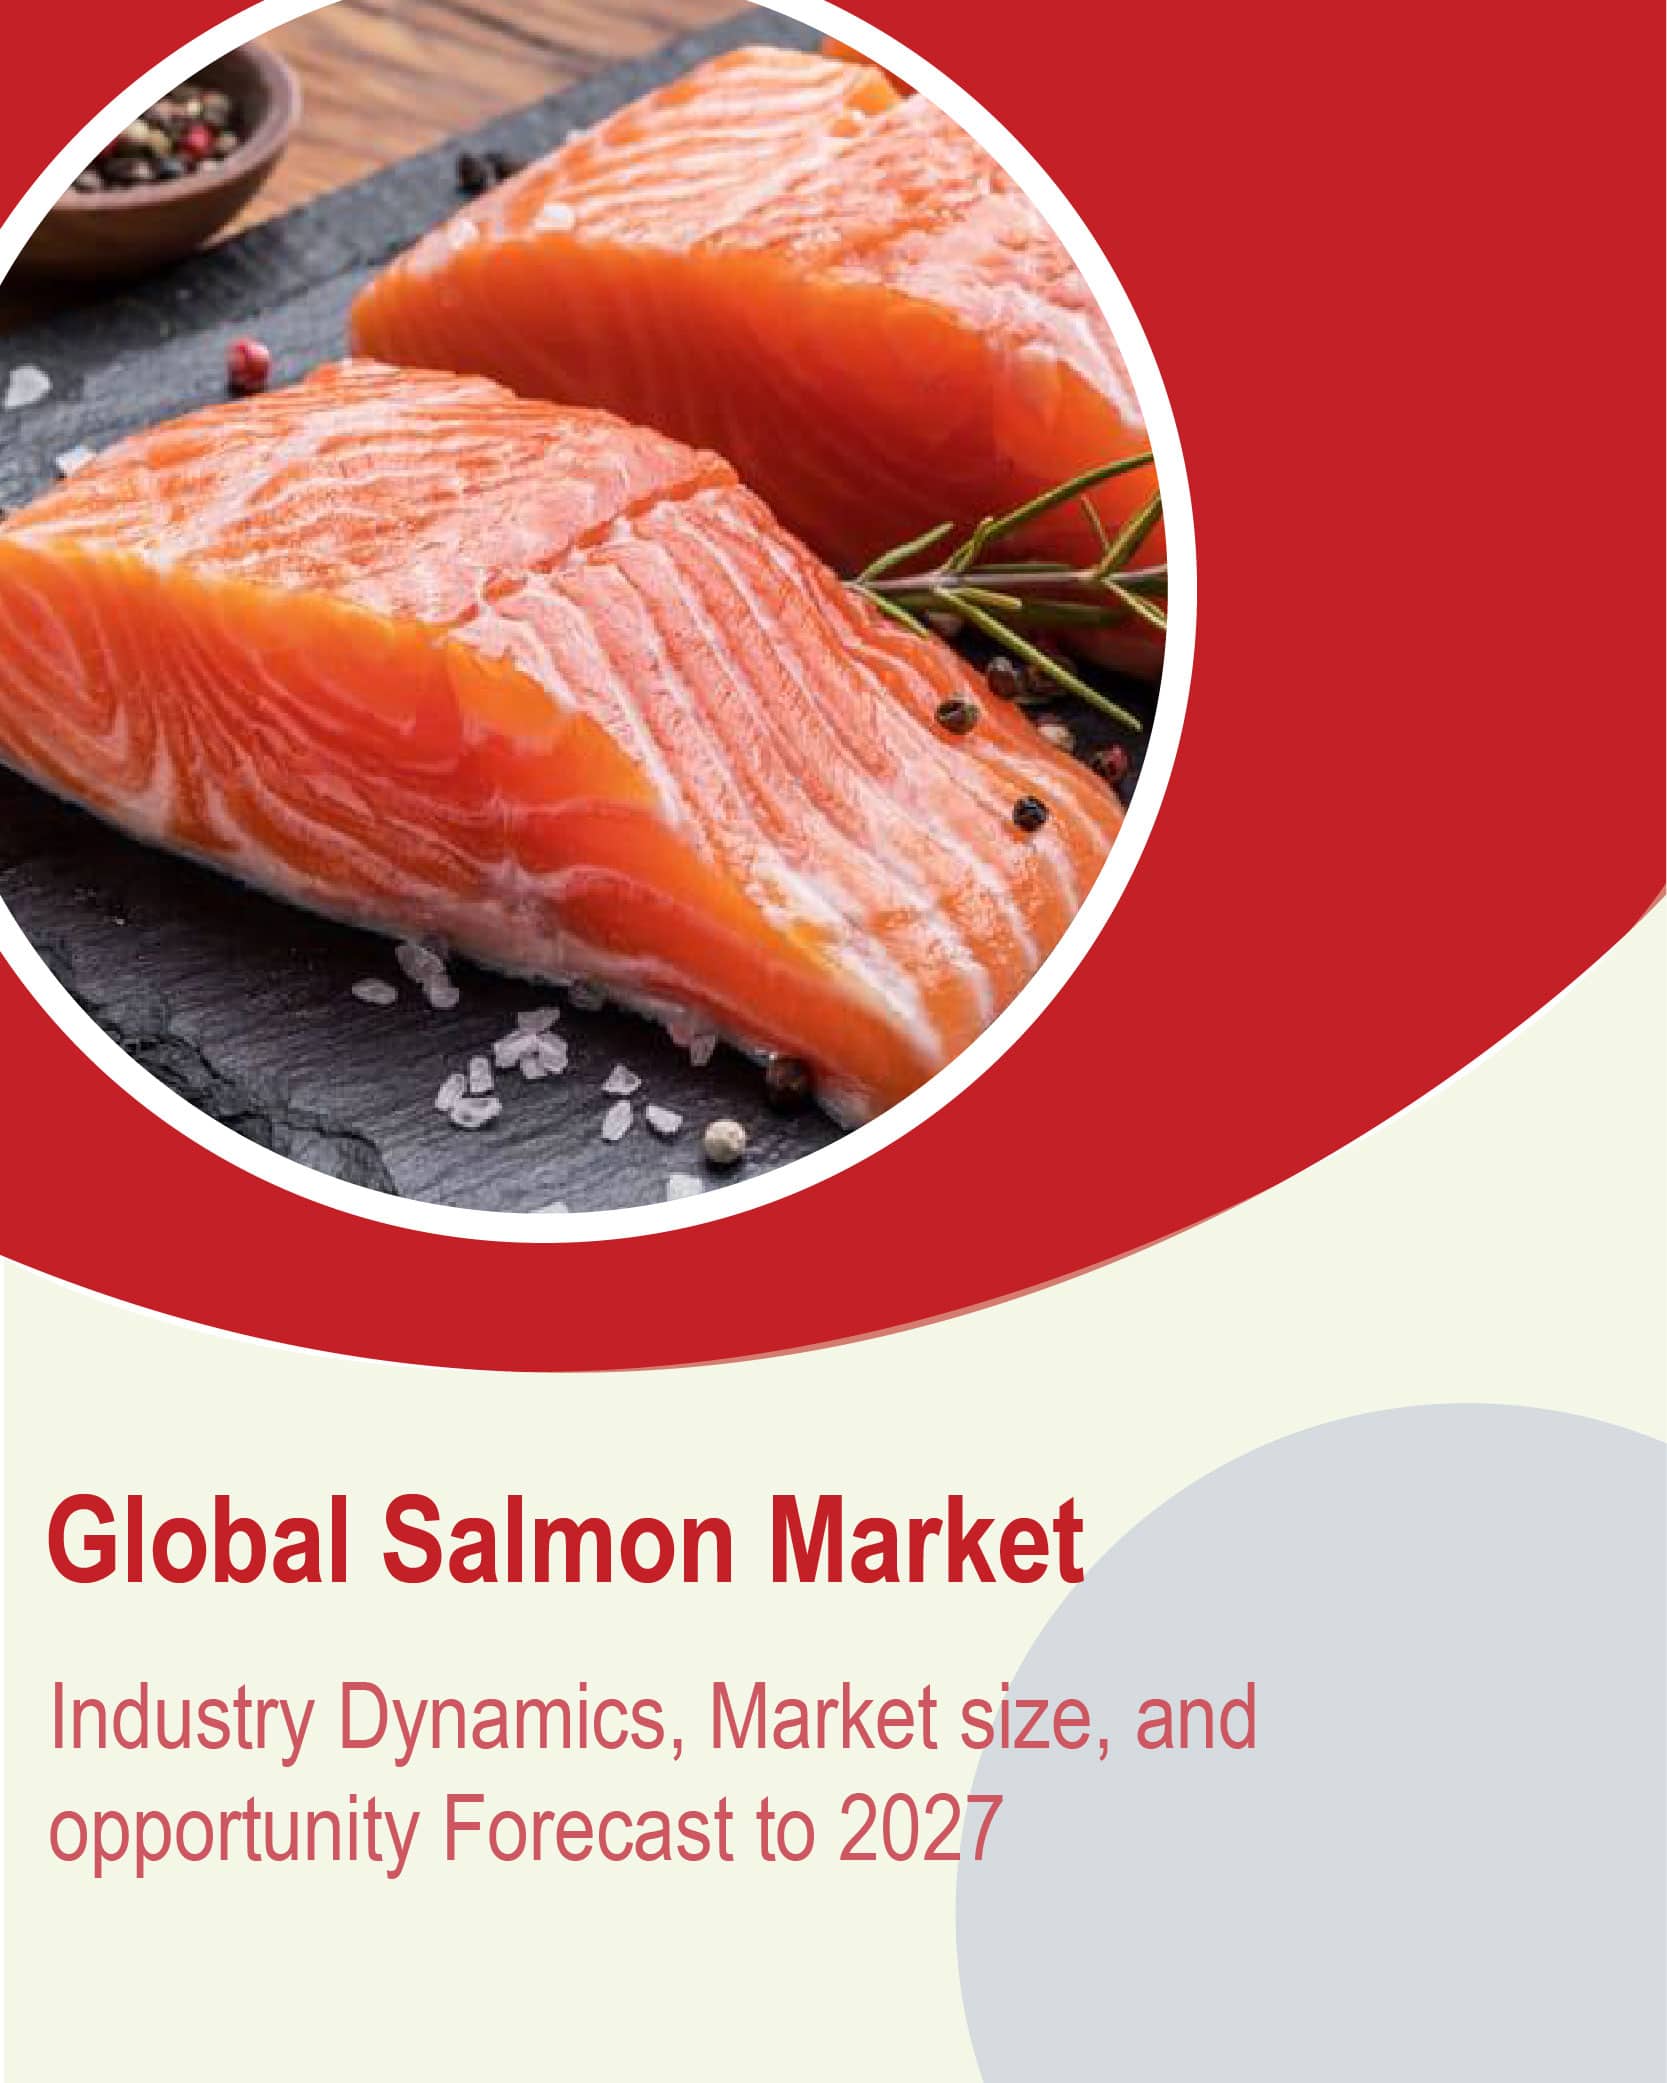 Global Salmon Market
Industry Dynamics, Market size, and
opportunity Forecast to 2027